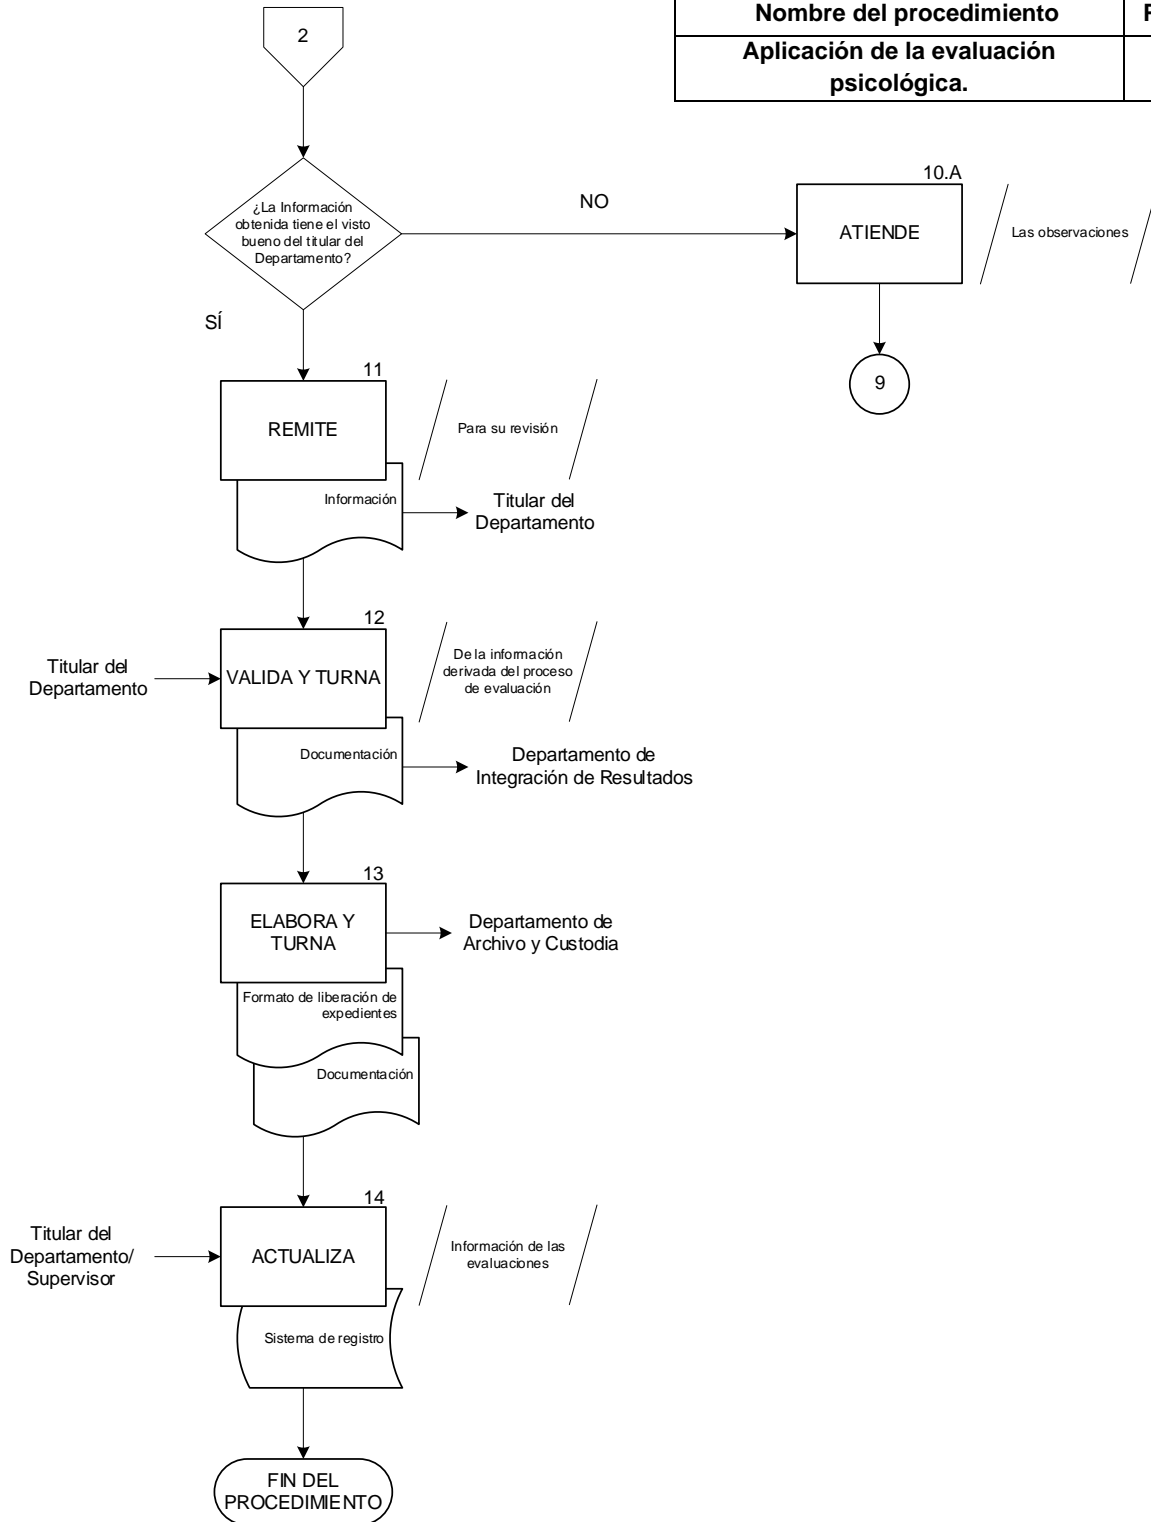 Nombre del procedimiento
Aplicación de la evaluación
psicológica.
2
¿La Información
obtenida tiene el visto
bueno del titular del
Departamento?
NO
10.A
ATIENDE
Las observaciones
9
SÍ
11
REMITE
Para su revisión
Información
Titular del
Departamento
12
Titular del
Departamento
VALIDA Y TURNA
De la información
derivada del proceso
de evaluación
Documentación
Departamento de
Integración de Resultados
13
ELABORA Y
TURNA
Departamento de
Archivo y Custodia
Formato de liberación de
expedientes
Documentación
14
Titular del
Departamento/
Supervisor
ACTUALIZA
Información de las
evaluaciones
Sistema de registro
FIN DEL
PROCEDIMIENTO